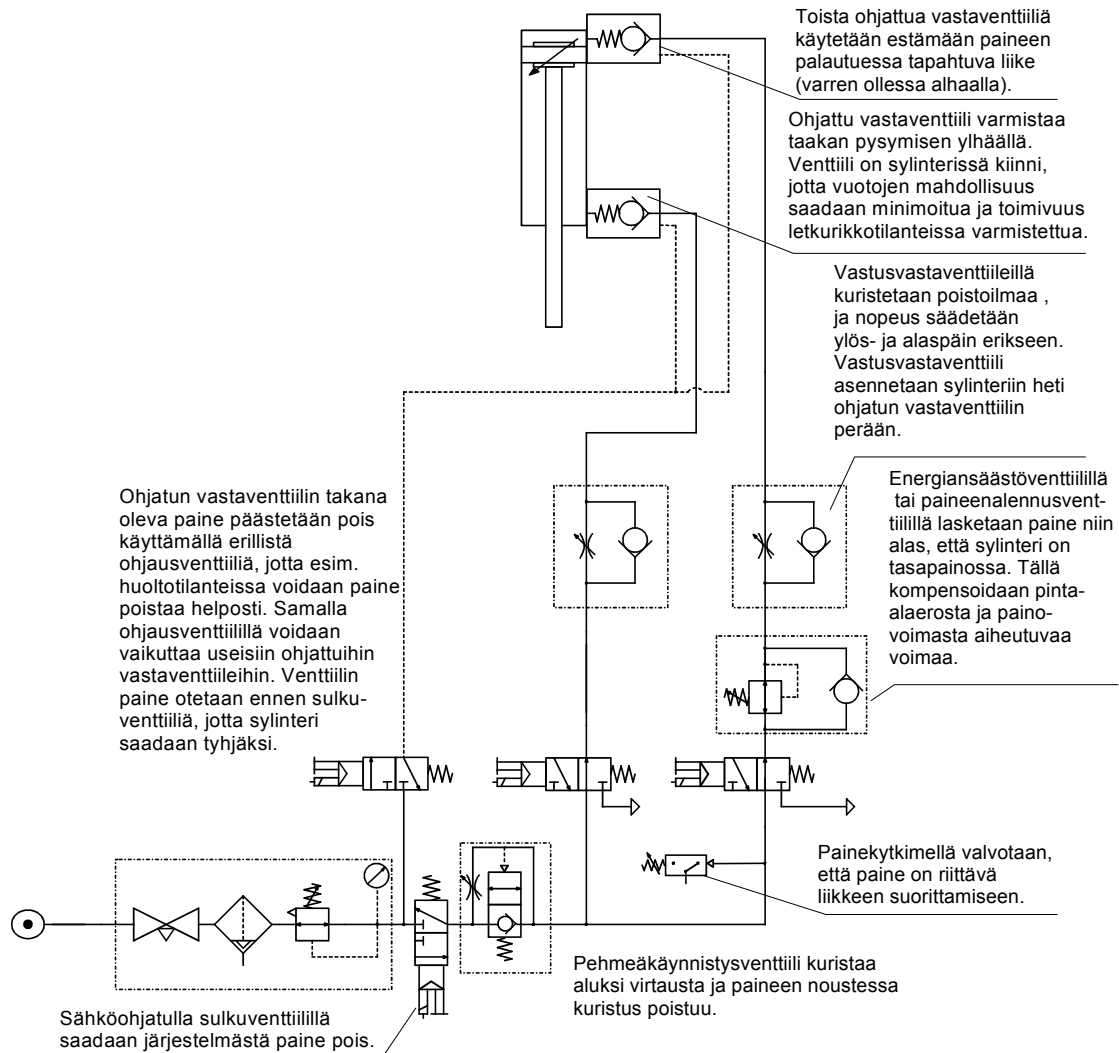 Toista ohjattua vastaventtiiliä
käytetään estämään paineen
palautuessa tapahtuva liike
(varren ollessa alhaalla).
Ohjattu vastaventtiili varmistaa
taakan pysymisen ylhäällä.
Venttiili on sylinterissä kiinni,
jotta vuotojen mahdollisuus
saadaan minimoitua ja toimivuus
letkurikkotilanteissa varmistettua.
Vastusvastaventtiileillä
kuristetaan poistoilmaa ,
ja nopeus säädetään
ylös- ja alaspäin erikseen.
Vastusvastaventtiili
asennetaan sylinteriin heti
ohjatun vastaventtiilin
perään.
Energiansäästöventtiilillä
tai paineenalennusvent-
tiilillä lasketaan paine niin
alas, että sylinteri on
tasapainossa. Tällä
kompensoidaan pinta-
alaerosta ja paino-
voimasta aiheutuvaa
voimaa.
Ohjatun vastaventtiilin takana
oleva paine päästetään pois
käyttämällä erillistä
ohjausventtiiliä, jotta esim.
huoltotilanteissa voidaan paine
poistaa helposti. Samalla
ohjausventtiilillä voidaan
vaikuttaa useisiin ohjattuihin
vastaventtiileihin. Venttiilin
paine otetaan ennen sulku-
venttiiliä, jotta sylinteri
saadaan tyhjäksi.
Painekytkimellä valvotaan,
että paine on riittävä
liikkeen suorittamiseen.
Pehmeäkäynnistysventtiili kuristaa
aluksi virtausta ja paineen noustessa
kuristus poistuu.
Sähköohjatulla sulkuventtiilillä
saadaan järjestelmästä paine pois.